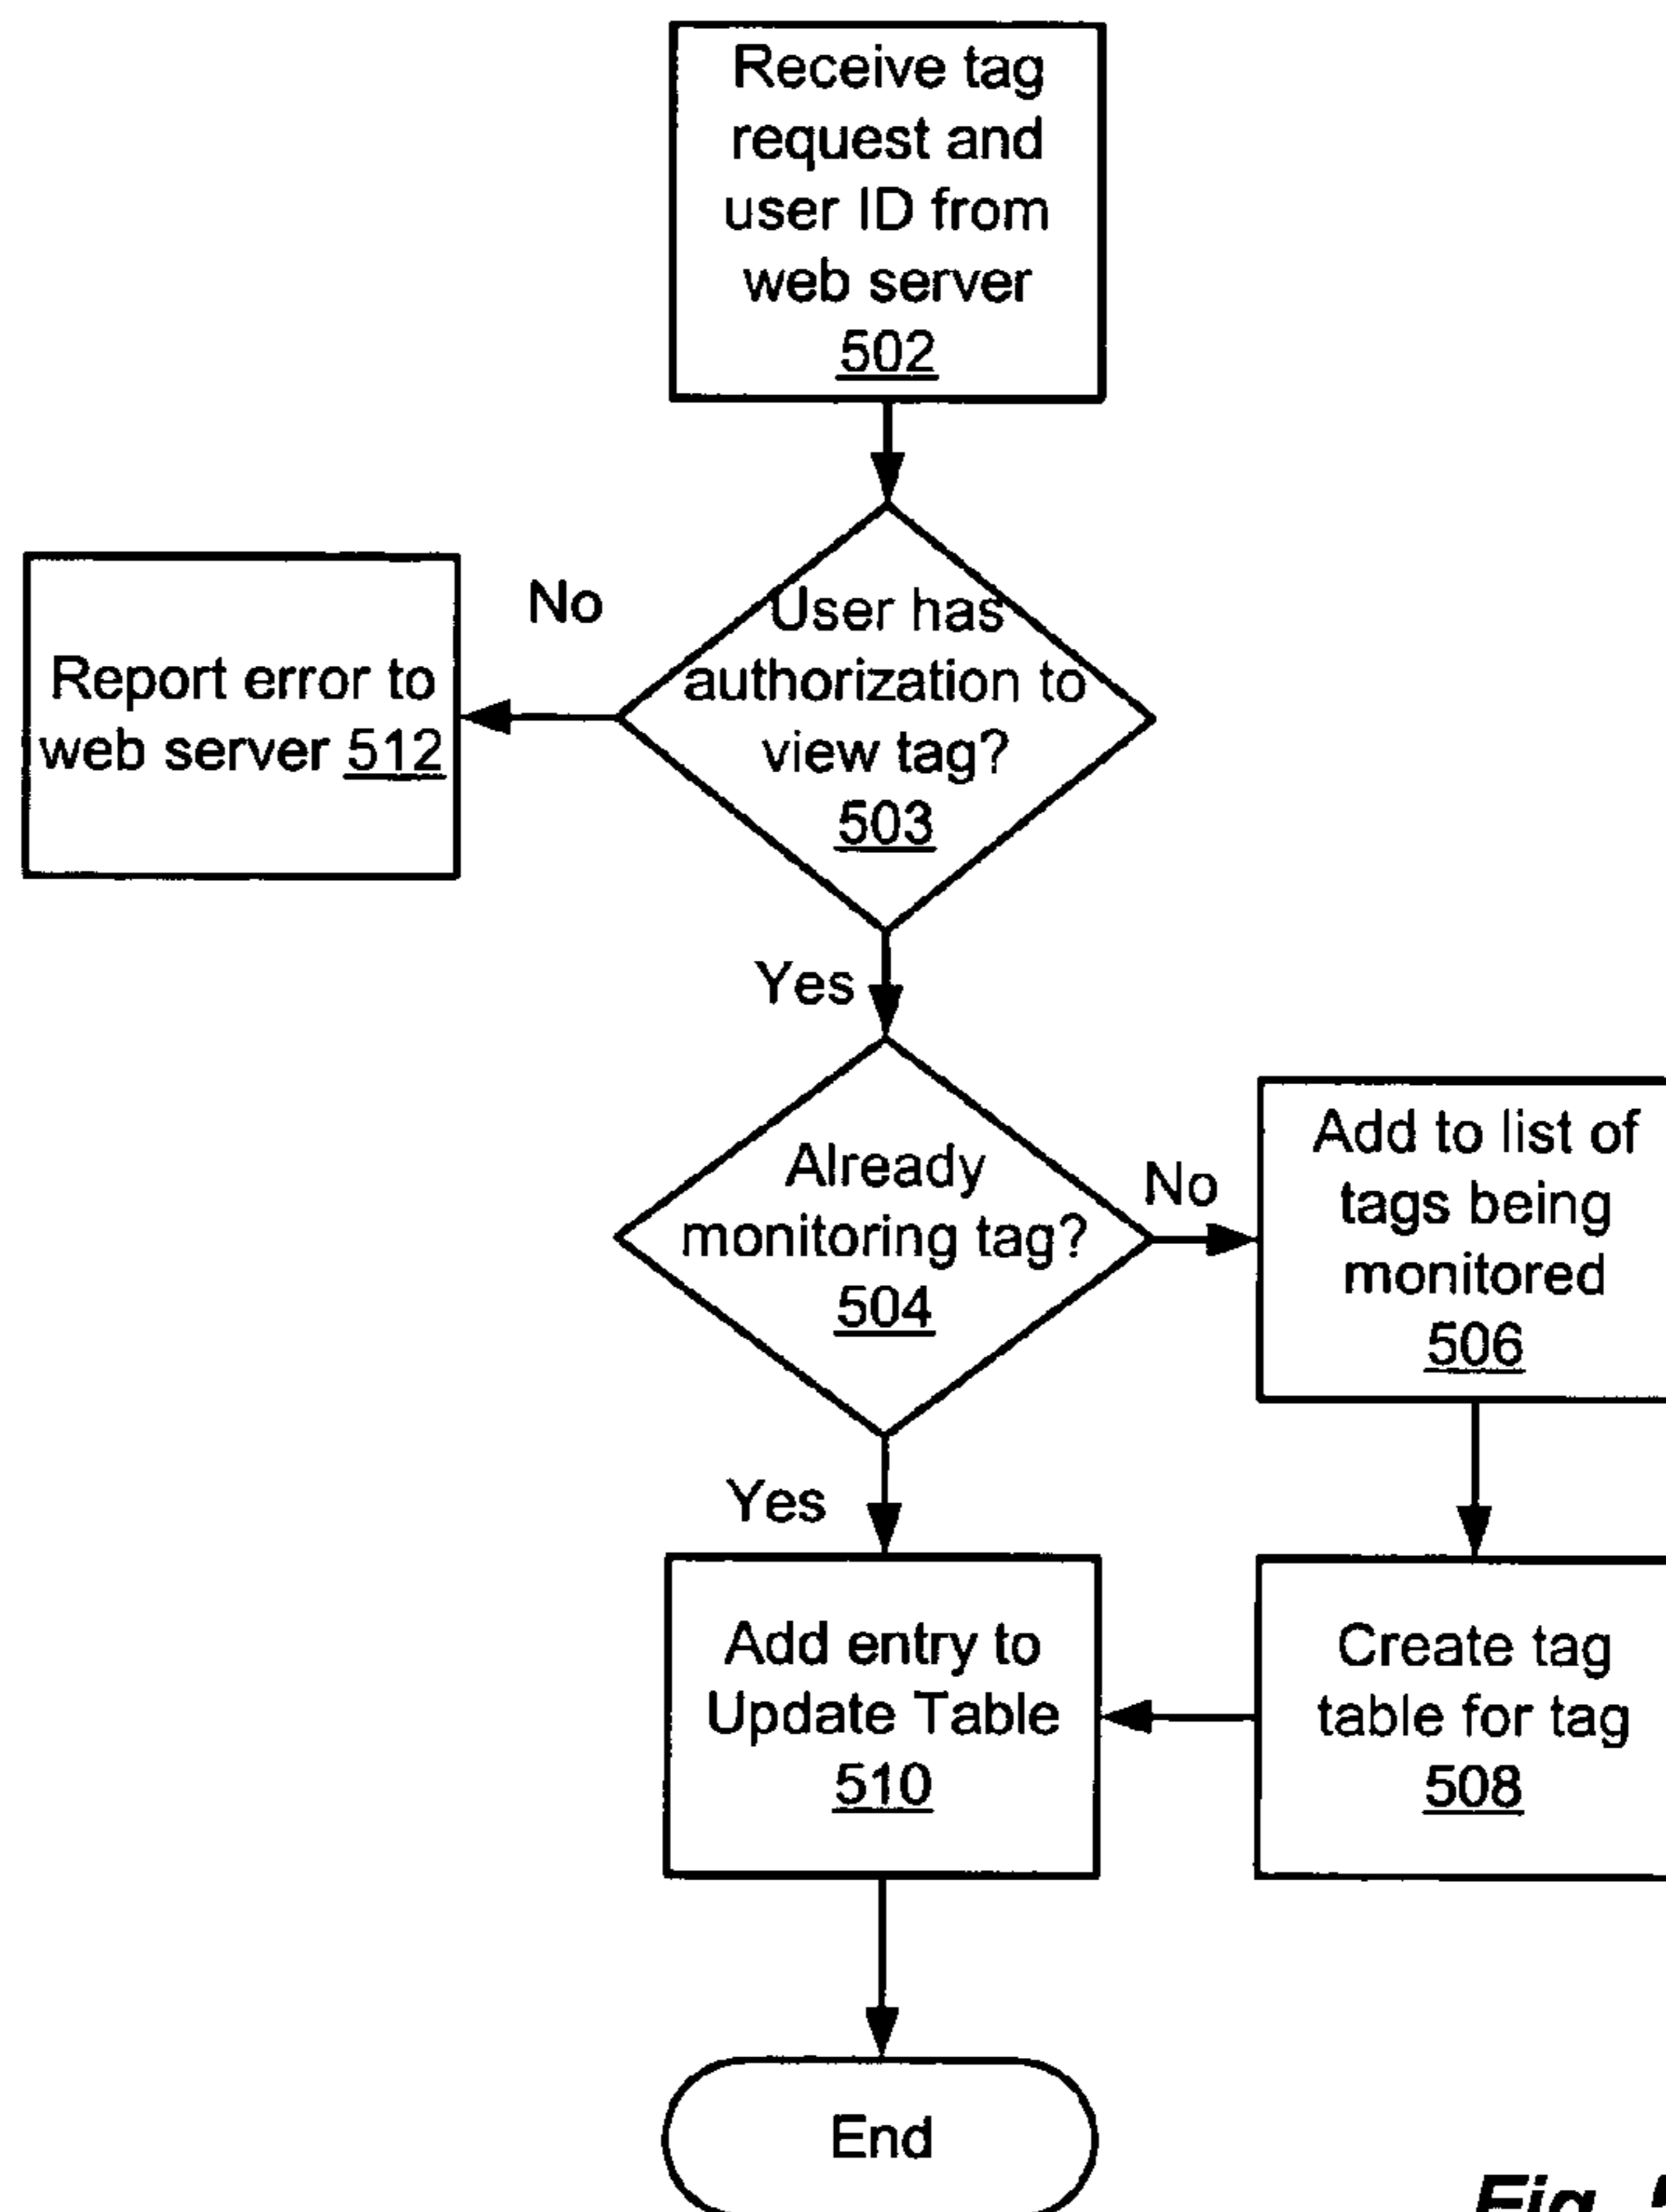 Receive tag
request and
user ID from
web server
502
No
User has
authorization to
view tag?
503
Report error to
web server 512
Yes
Already
monitoring tag?
504
No
Add to list of
tags being
monitored
506
Yes
Add entry to
Update Table
510
Create tag
table for tag
508
End
Fig. 5